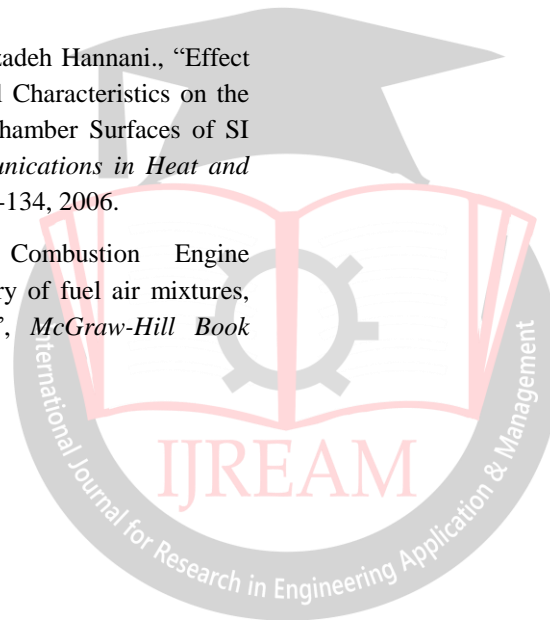 zadeh Hannani., “Effect
l Characteristics on the
hamber Surfaces of SI
unications in Heat and
-134, 2006.
Combustion Engine
ry of fuel air mixtures,
”, McGraw-Hill Book
International Journal for Research in Engineering Application & Management
IJREAM